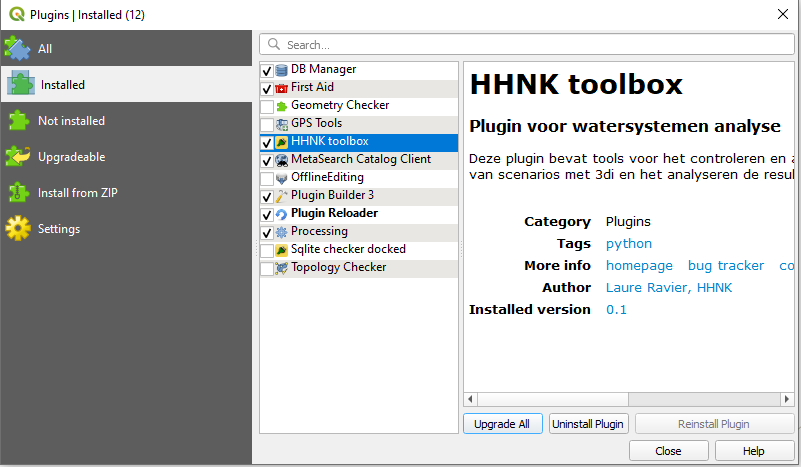 Plugins | Installed (12)
All
Installed
Not installed
Upgradeable
Install from ZIP
Settings
Search...
DB Manager
First Aid
Geometry Checker
GPS Tools
HHNK toolbox
MetaSearch Catalog Client
OfflineEditing
Plugin Builder 3
Plugin Reloader
Processing
Sqlite checker docked
Topology Checker
HHNK toolbox
Plugin voor watersystemen analyse
Deze plugin bevat tools voor het controleren en a
van scenarios met 3di en het analyseren de resul
Category Plugins
Tags python
More info homepage bug tracker co
Author Laure Ravier, HHNK
Installed version 0.1
Upgrade All Uninstall Plugin Reinstall Plugin
Close Help